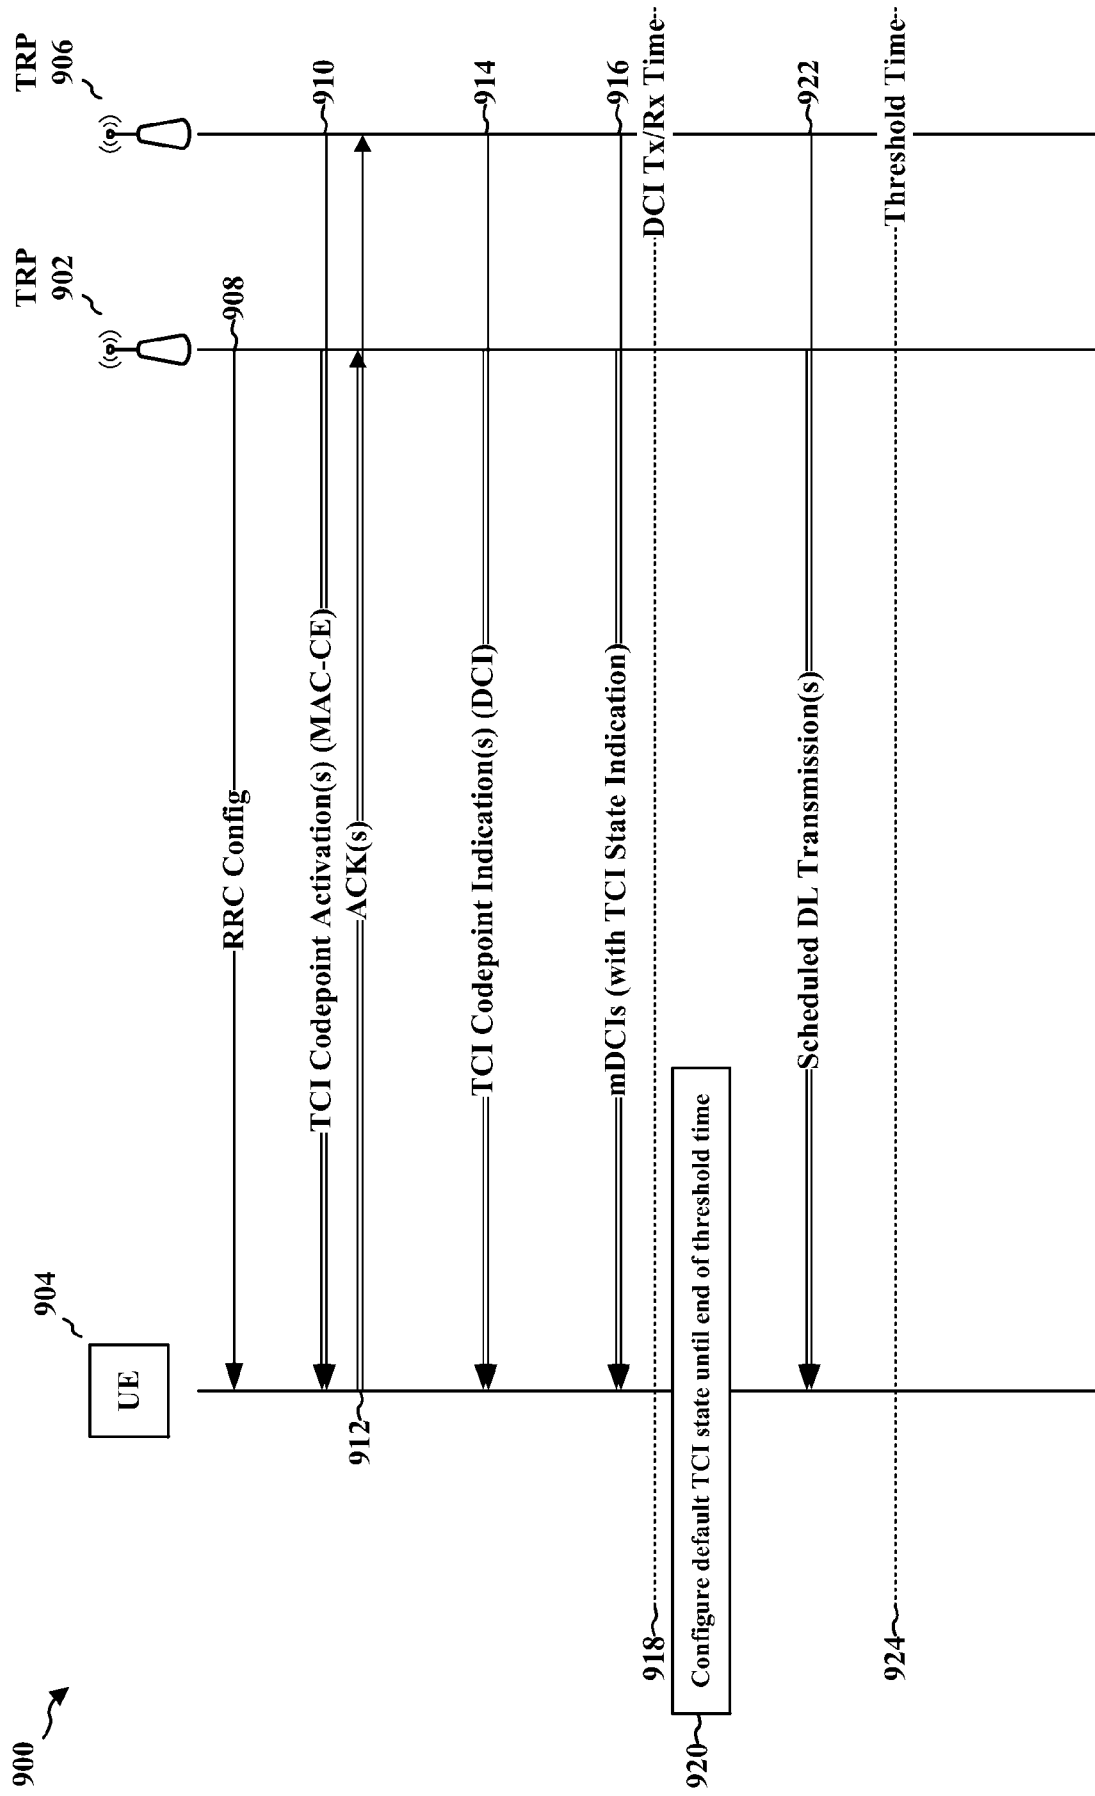 900
UE
904
TRP
902
TRP
906
RRC Config
908
TCI Codepoint Activation(s) (MAC-CE)
910
912
ACK(s)
TCI Codepoint Indication(s) (DCI)
914
mDCIs (with TCI State Indication)
916
918
DCI Tx/Rx Time
920
Configure default TCI state until end of threshold time
Scheduled DL Transmission(s)
922
924
Threshold Time